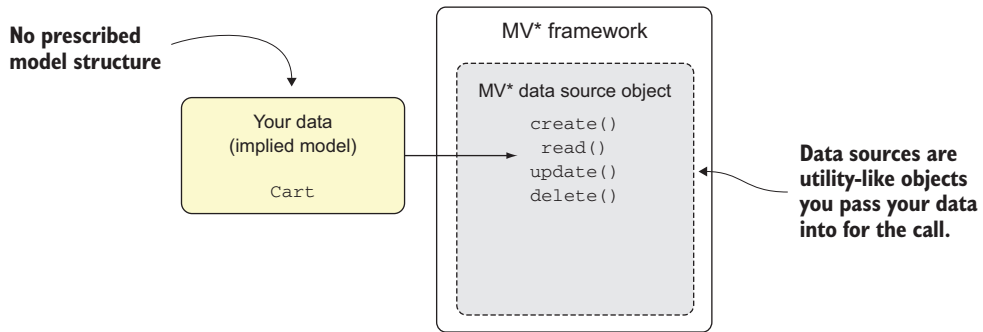 No prescribed
model structure
Your data
(implied model)
Cart
MV* framework
MV* data source object
create()
read()
update()
delete()
Data sources are
utility-like objects
you pass your data
into for the call.